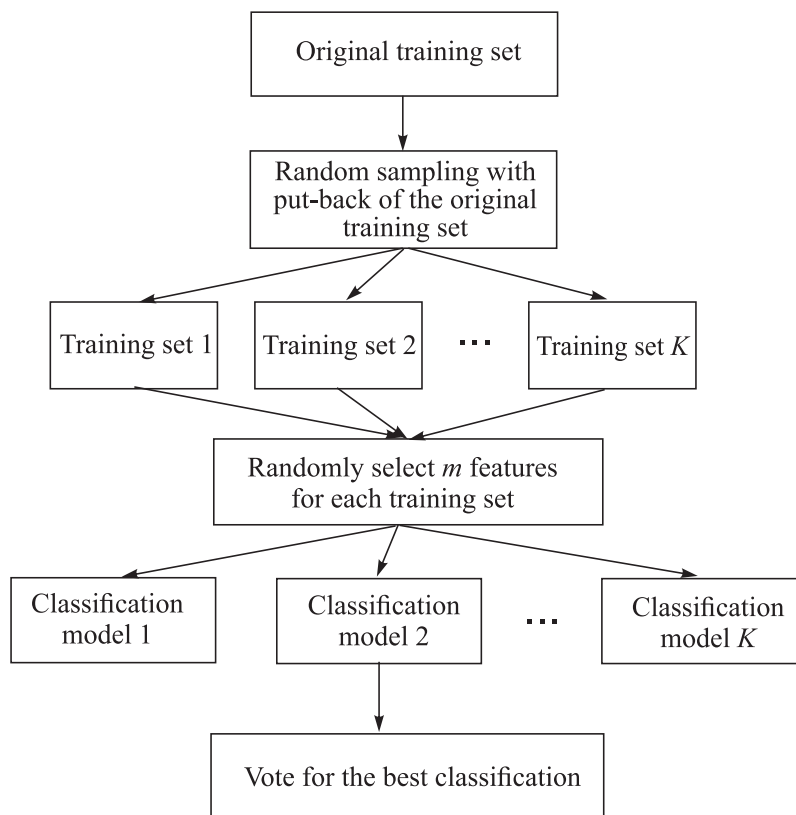 Original training set
Random sampling with
put-back of the original
training set
Training set 1
Training set 2
...
Training set K
Randomly select m features
for each training set
Classification
model 1
Classification
model 2
...
Classification
model K
Vote for the best classification